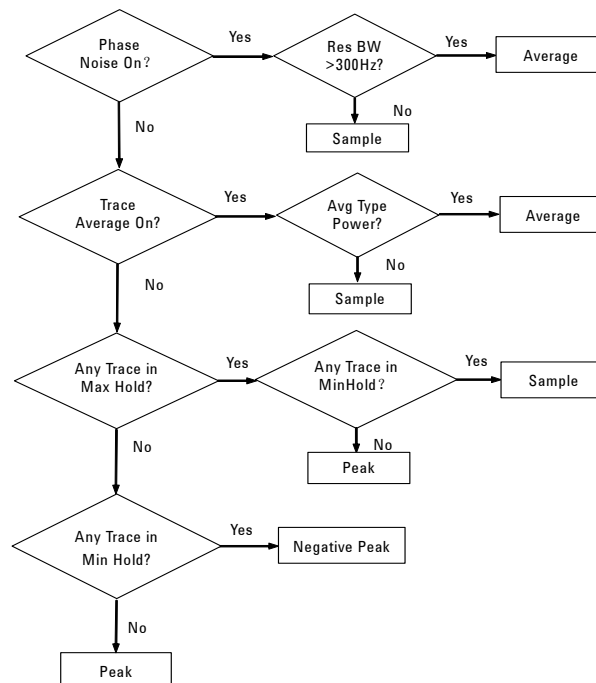 Phase
Noise On?
Yes
Res BW
>300Hz?
Yes
Average
No
No
Sample
Trace
Average On?
Yes
Avg Type
Power?
Yes
Average
No
No
Sample
Any Trace in
Max Hold?
Yes
Any Trace in
MinHold?
Yes
Sample
No
No
Peak
Any Trace in
Min Hold?
Yes
Negative Peak
No
Peak